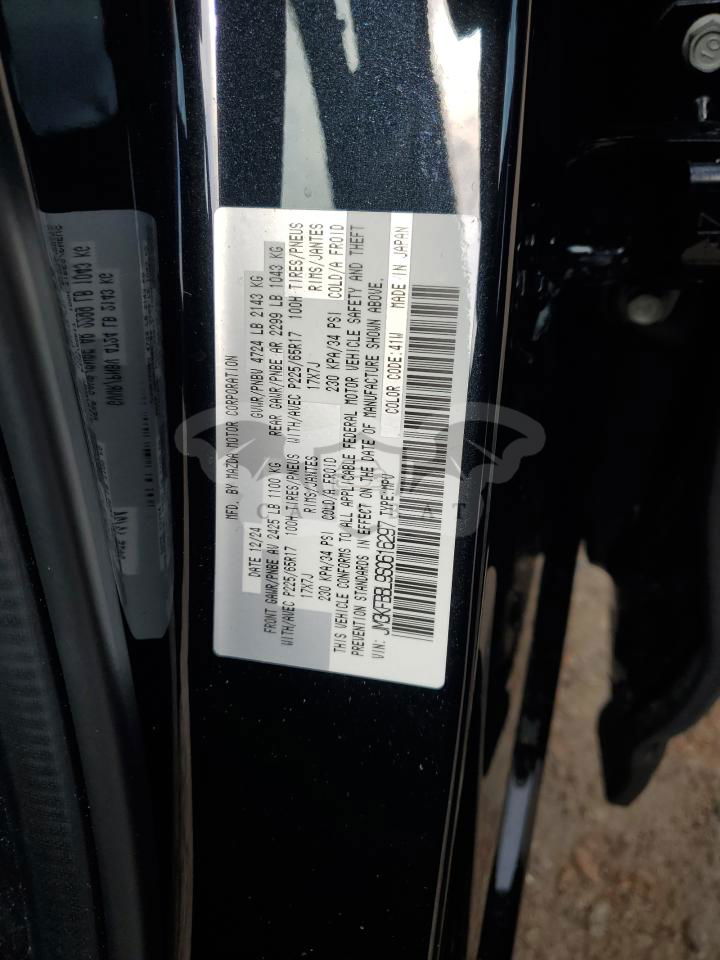 MFD. BY MAZDA MOTOR CORPORATION
DATE 12/24 GVWR/PNBV 4724 LB 2143 KG
FRONT GAWR/PNBE AV 2425 LB 1100 KG REAR GAWR/PNBE AR 2299 LB 1043 KG
WITH/AVEC P225/65R17 100H TIRES/PNEUS WITH/AVEC P225/65R17 100H TIRES/PNEUS
17X7J RIMS/JANTES 17X7J RIMS/JANTES
230 KPA/34 PSI COLD/A FROID 230 KPA/34 PSI COLD/A FROID
THIS VEHICLE CONFORMS TO ALL APPLICABLE FEDERAL MOTOR VEHICLE SAFETY AND THEFT
PREVENTION STANDARDS IN EFFECT ON THE DATE OF MANUFACTURE SHOWN ABOVE.
VIN: JM3KFBBL9S0616297 TYPE:MPV
COLOR CODE:41W MADE IN JAPAN